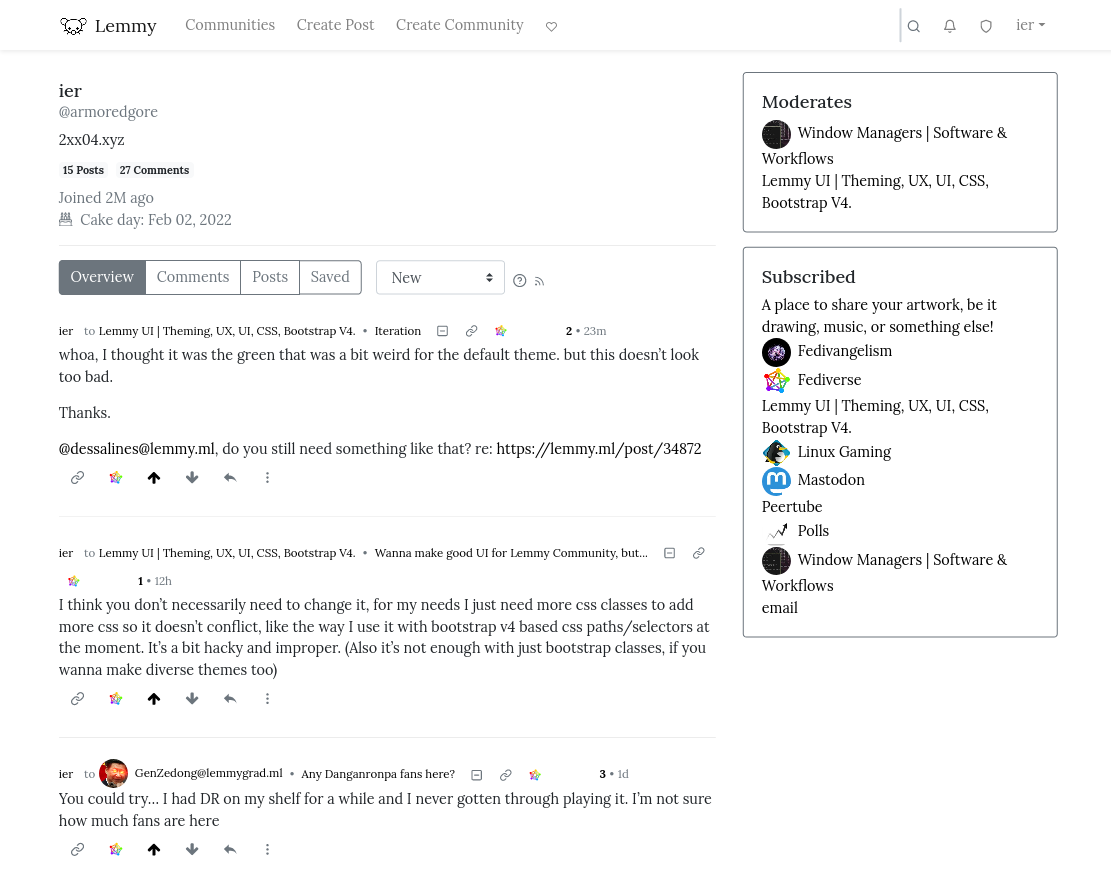 Lemmy Communities Create Post Create Community ier
ier
@armoredgore
2xx04.xyz
15 Posts 27 Comments
Joined 2M ago
Cake day: Feb 02, 2022
Overview Comments Posts Saved New
ier to Lemmy UI | Theming, UX, UI, CSS, Bootstrap V4. • Iteration 2 • 23m
whoa, I thought it was the green that was a bit weird for the default theme. but this doesn’t look
too bad.
Thanks.
@dessalines@lemmy.ml, do you still need something like that? re: https://lemmy.ml/post/34872
ier to Lemmy UI | Theming, UX, UI, CSS, Bootstrap V4. • Wanna make good UI for Lemmy Community, but...
1 • 12h
I think you don’t necessarily need to change it, for my needs I just need more css classes to add
more css so it doesn’t conflict, like the way I use it with bootstrap v4 based css paths/selectors at
the moment. It’s a bit hacky and improper. (Also it’s not enough with just bootstrap classes, if you
wanna make diverse themes too)
ier to GenZedong@lemmygrad.ml • Any Danganronpa fans here? 3 • 1d
You could try… I had DR on my shelf for a while and I never gotten through playing it. I’m not sure
how much fans are here
Moderates
Window Managers | Software &
Workflows
Lemmy UI | Theming, UX, UI, CSS,
Bootstrap V4.
Subscribed
A place to share your artwork, be it
drawing, music, or something else!
Fedivangelism
Fediverse
Lemmy UI | Theming, UX, UI, CSS,
Bootstrap V4.
Linux Gaming
Mastodon
Peertube
Polls
Window Managers | Software &
Workflows
email